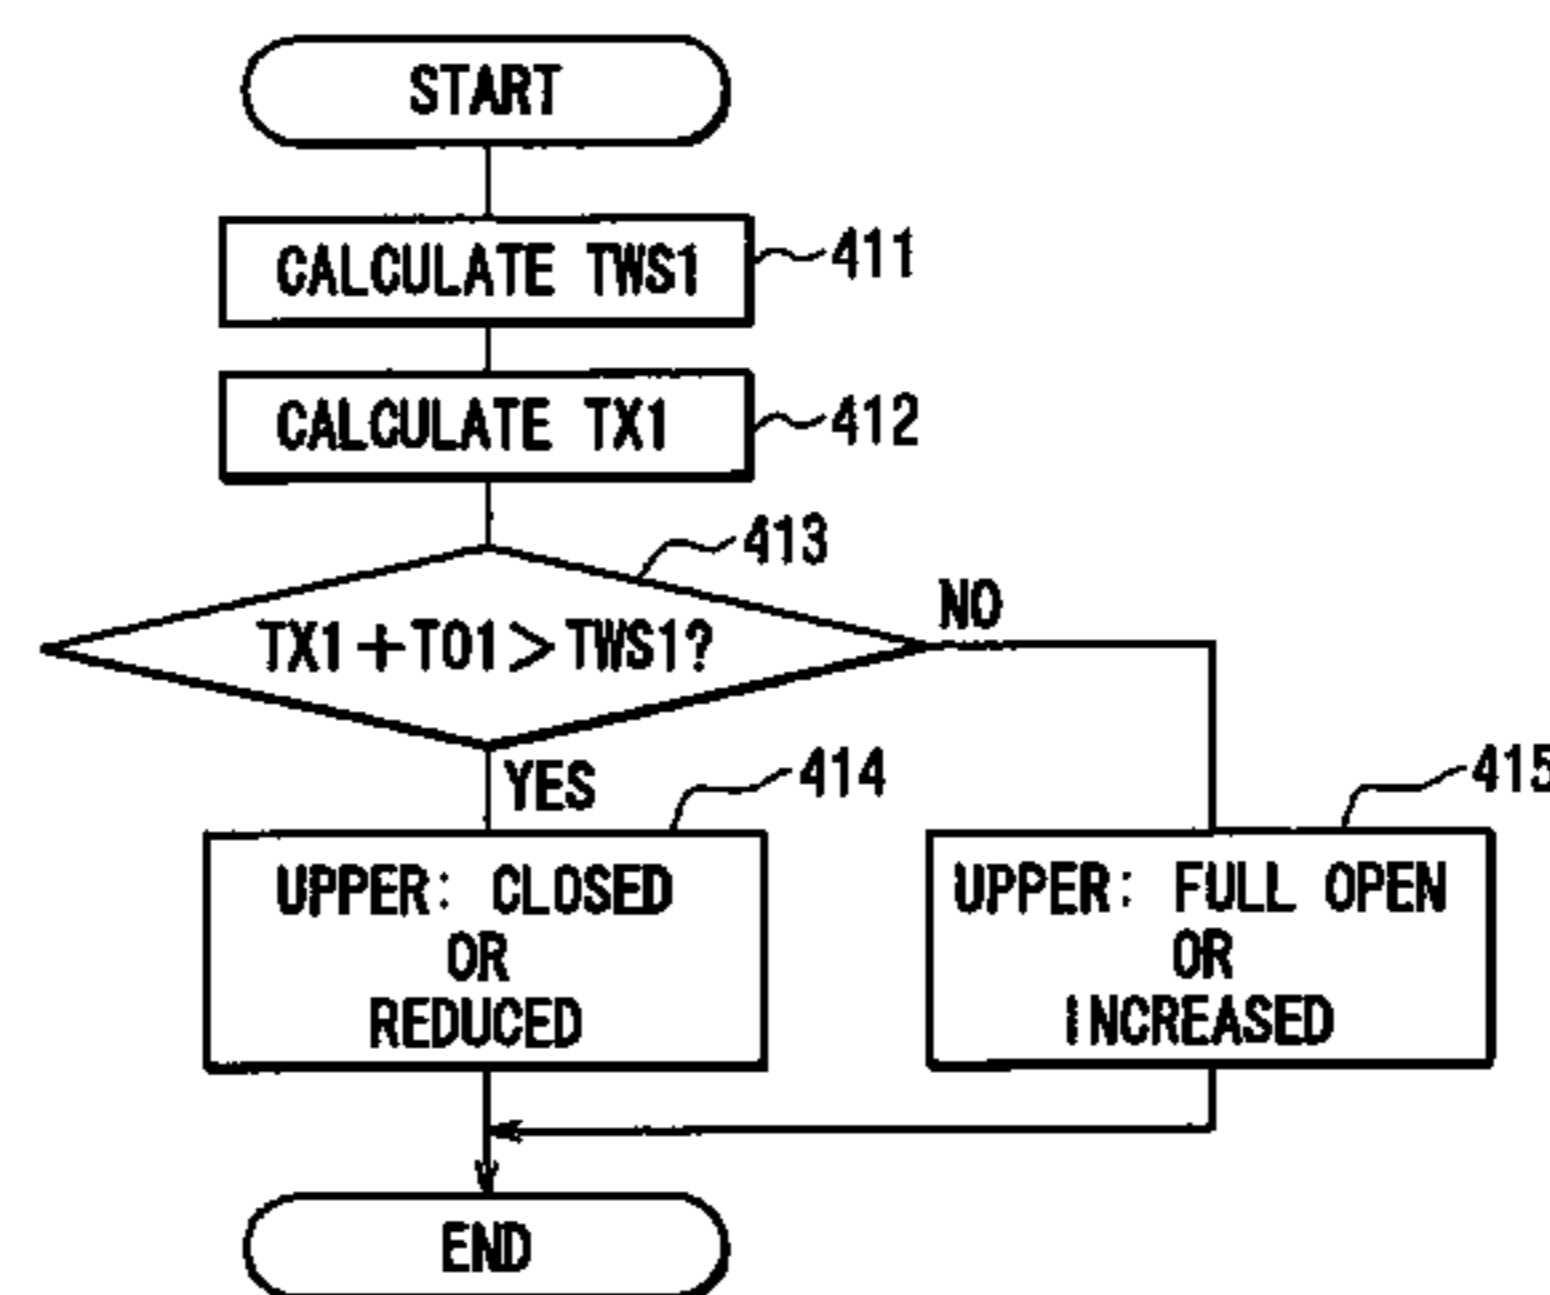 START
CALCULATE TWS1
411
CALCULATE TX1
412
413
TX1+T01>TWS1?
NO
YES
414
415
UPPER: CLOSED
OR
REDUCED
UPPER: FULL OPEN
OR
INCREASED
END